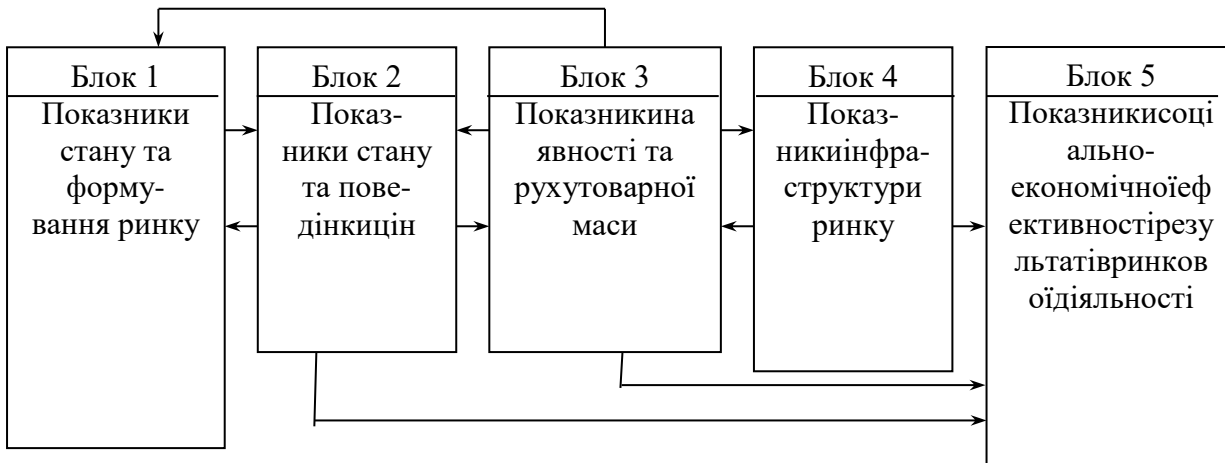 Блок 1
Показники
стану та
форму-
вання ринку
Блок 2
Показ-
ники стану
та пове-
дінкицін
Блок 3
Показникина
явності та
рухутоварної
маси
Блок 4
Показ-
никиінфра-
структури
ринку
Блок 5
Показникисоці
ально-
економічноїеф
ективностірезу
льтатівринков
оїдіяльності